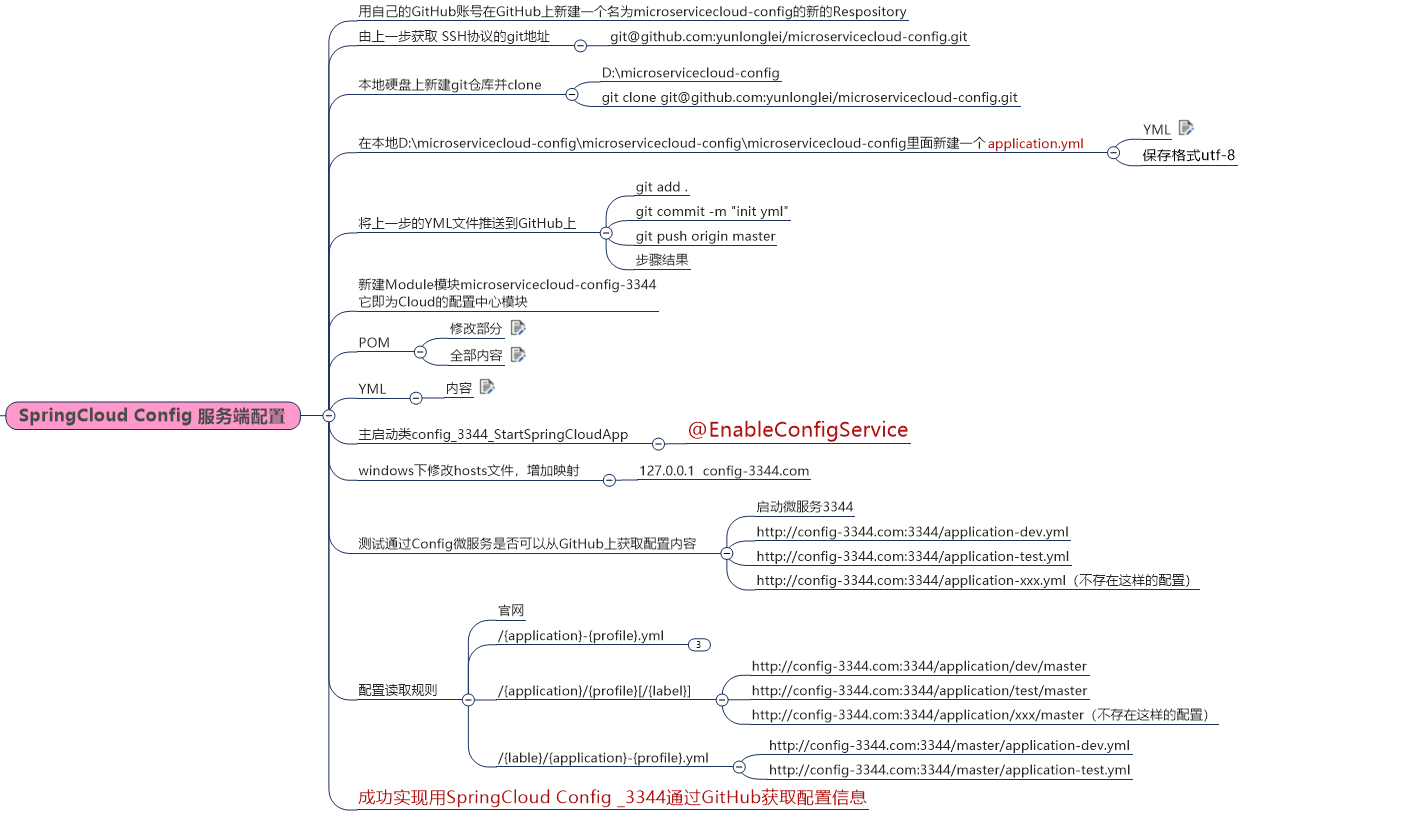 用自己的GitHub账号在GitHub上新建一个名为microservicecloud-config的新的Respository
由上一步获取 SSH协议的git地址
git@github.com:yunlonglei/microservicecloud-config.git
本地硬盘上新建git仓库并clone
D:\microservicecloud-config
git clone git@github.com:yunlonglei/microservicecloud-config.git
在本地D:\microservicecloud-config\microservicecloud-config\microservicecloud-config里面新建一个 application.yml
YML
保存格式utf-8
将上一步的YML文件推送到GitHub上
git add .
git commit -m "init yml"
git push origin master
步骤结果
新建Module模块microservicecloud-config-3344
它即为Cloud的配置中心模块
POM
修改部分
全部内容
YML
内容
SpringCloud Config 服务端配置
主启动类config_3344_StartSpringCloudApp
@EnableConfigService
windows下修改hosts文件，增加映射
127.0.0.1  config-3344.com
测试通过Config微服务是否可以从GitHub上获取配置内容
启动微服务3344
http://config-3344.com:3344/application-dev.yml
http://config-3344.com:3344/application-test.yml
http://config-3344.com:3344/application-xxx.yml（不存在这样的配置）
配置读取规则
官网
/{application}-{profile}.yml
3
/{application}/{profile}[/{label}]
http://config-3344.com:3344/application/dev/master
http://config-3344.com:3344/application/test/master
http://config-3344.com:3344/application/xxx/master（不存在这样的配置）
/{lable}/{application}-{profile}.yml
http://config-3344.com:3344/master/application-dev.yml
http://config-3344.com:3344/master/application-test.yml
成功实现用SpringCloud Config _3344通过GitHub获取配置信息